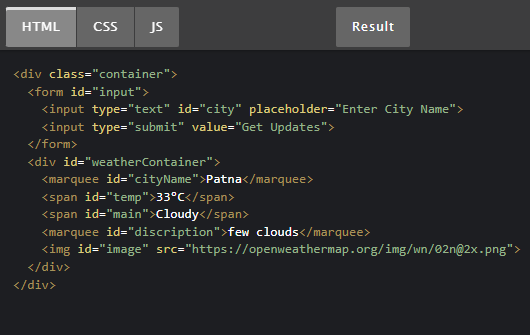 HTML CSS JS Result
<div class="container">
<form id="input">
<input type="text" id="city" placeholder="Enter City Name">
<input type="submit" value="Get Updates">
</form>
<div id="weatherContainer">
<marquee id="cityName">Patna</marquee>
<span id="temp">33°C</span>
<span id="main">Cloudy</span>
<marquee id="discription">few clouds</marquee>
<img id="image" src="https://openweathermap.org/img/wn/02n@2x.png">
</div>
</div>